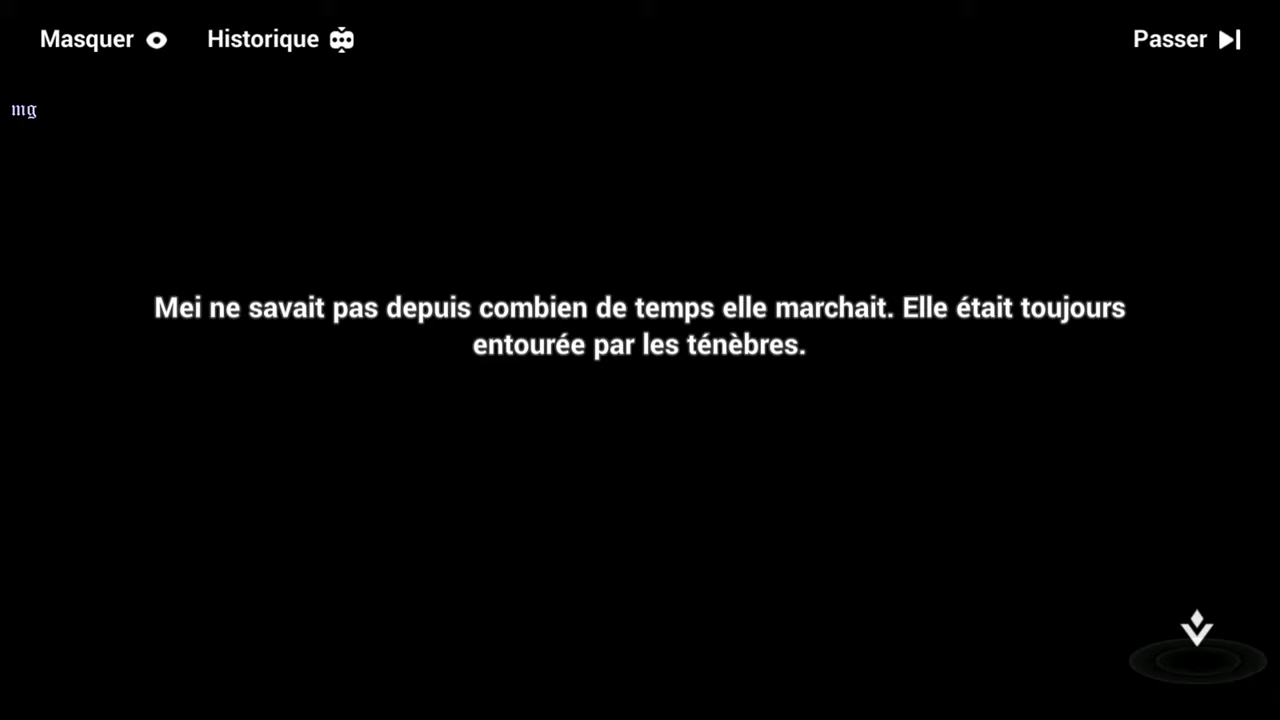 Masquer Historique Passer
𝔪𝔤
Mei ne savait pas depuis combien de temps elle marchait. Elle était toujours
entourée par les ténèbres.